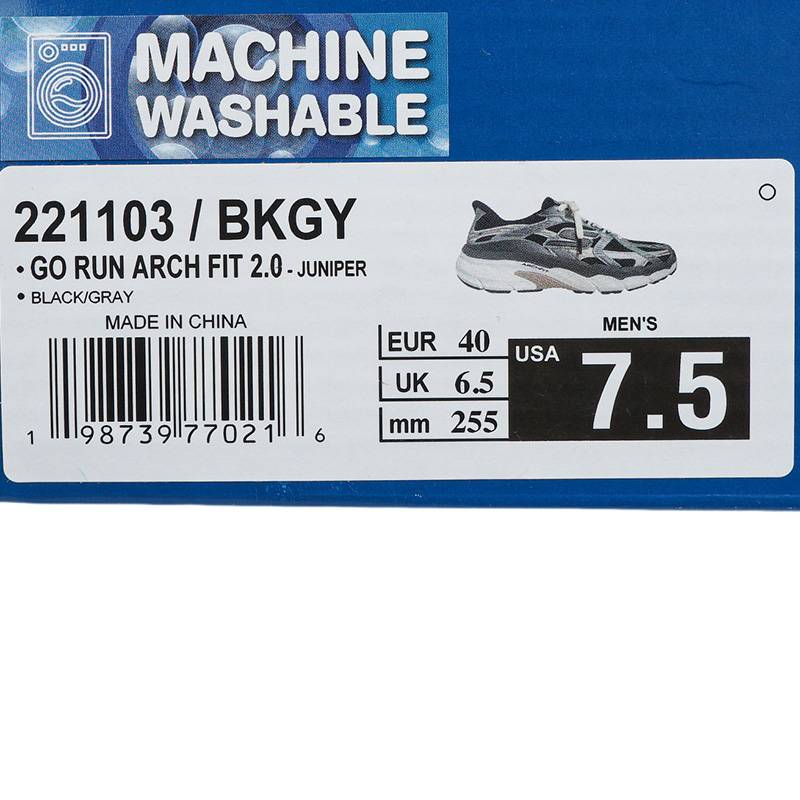 MACHINE
WASHABLE
221103 / BKGY
• GO RUN ARCH FIT 2.0 - JUNIPER
• BLACK/GRAY
MADE IN CHINA
1 98739 77021 6
EUR 40
UK 6.5
mm 255
MEN'S
USA 7.5